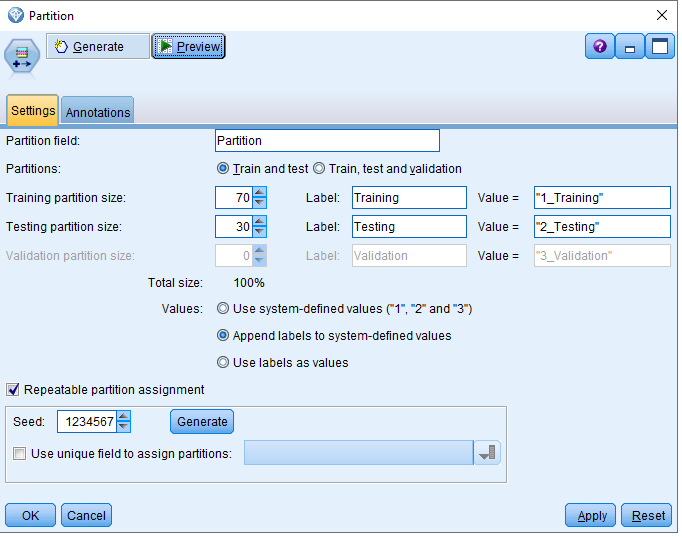 Partition
Generate Preview
Settings Annotations
Partition field: Partition
Partitions: Train and test Train, test and validation
Training partition size: 70 Label: Training Value = "1_Training"
Testing partition size: 30 Label: Testing Value = "2_Testing"
Validation partition size: 0 Label: Validation Value = "3_Validation"
Total size: 100%
Values: Use system-defined values ("1", "2" and "3")
Append labels to system-defined values
Use labels as values
Repeatable partition assignment
Seed: 1234567 Generate
Use unique field to assign partitions:
OK Cancel Apply Reset